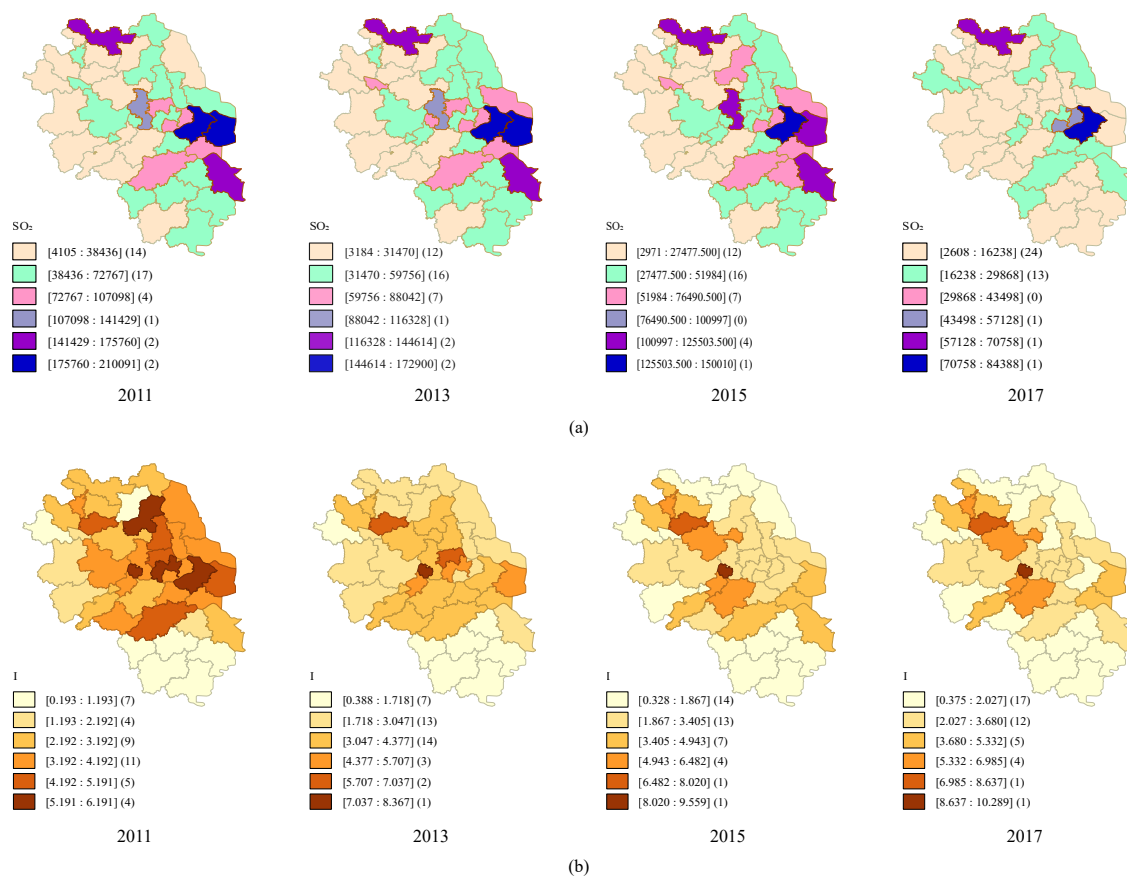 SO₂
[4105 : 38436] (14)
[38436 : 72767] (17)
[72767 : 107098] (4)
[107098 : 141429] (1)
[141429 : 175760] (2)
[175760 : 210091] (2)
2011
SO₂
[3184 : 31470] (12)
[31470 : 59756] (16)
[59756 : 88042] (7)
[88042 : 116328] (1)
[116328 : 144614] (2)
[144614 : 172900] (2)
2013
SO₂
[2971 : 27477.500] (12)
[27477.500 : 51984] (16)
[51984 : 76490.500] (7)
[76490.500 : 100997] (0)
[100997 : 125503.500] (4)
[125503.500 : 150010] (1)
2015
SO₂
[2608 : 16238] (24)
[16238 : 29868] (13)
[29868 : 43498] (0)
[43498 : 57128] (1)
[57128 : 70758] (1)
[70758 : 84388] (1)
2017
(a)
I
[0.193 : 1.193] (7)
[1.193 : 2.192] (4)
[2.192 : 3.192] (9)
[3.192 : 4.192] (11)
[4.192 : 5.191] (5)
[5.191 : 6.191] (4)
2011
I
[0.388 : 1.718] (7)
[1.718 : 3.047] (13)
[3.047 : 4.377] (14)
[4.377 : 5.707] (3)
[5.707 : 7.037] (2)
[7.037 : 8.367] (1)
2013
I
[0.328 : 1.867] (14)
[1.867 : 3.405] (13)
[3.405 : 4.943] (7)
[4.943 : 6.482] (4)
[6.482 : 8.020] (1)
[8.020 : 9.559] (1)
2015
I
[0.375 : 2.027] (17)
[2.027 : 3.680] (12)
[3.680 : 5.332] (5)
[5.332 : 6.985] (4)
[6.985 : 8.637] (1)
[8.637 : 10.289] (1)
2017
(b)